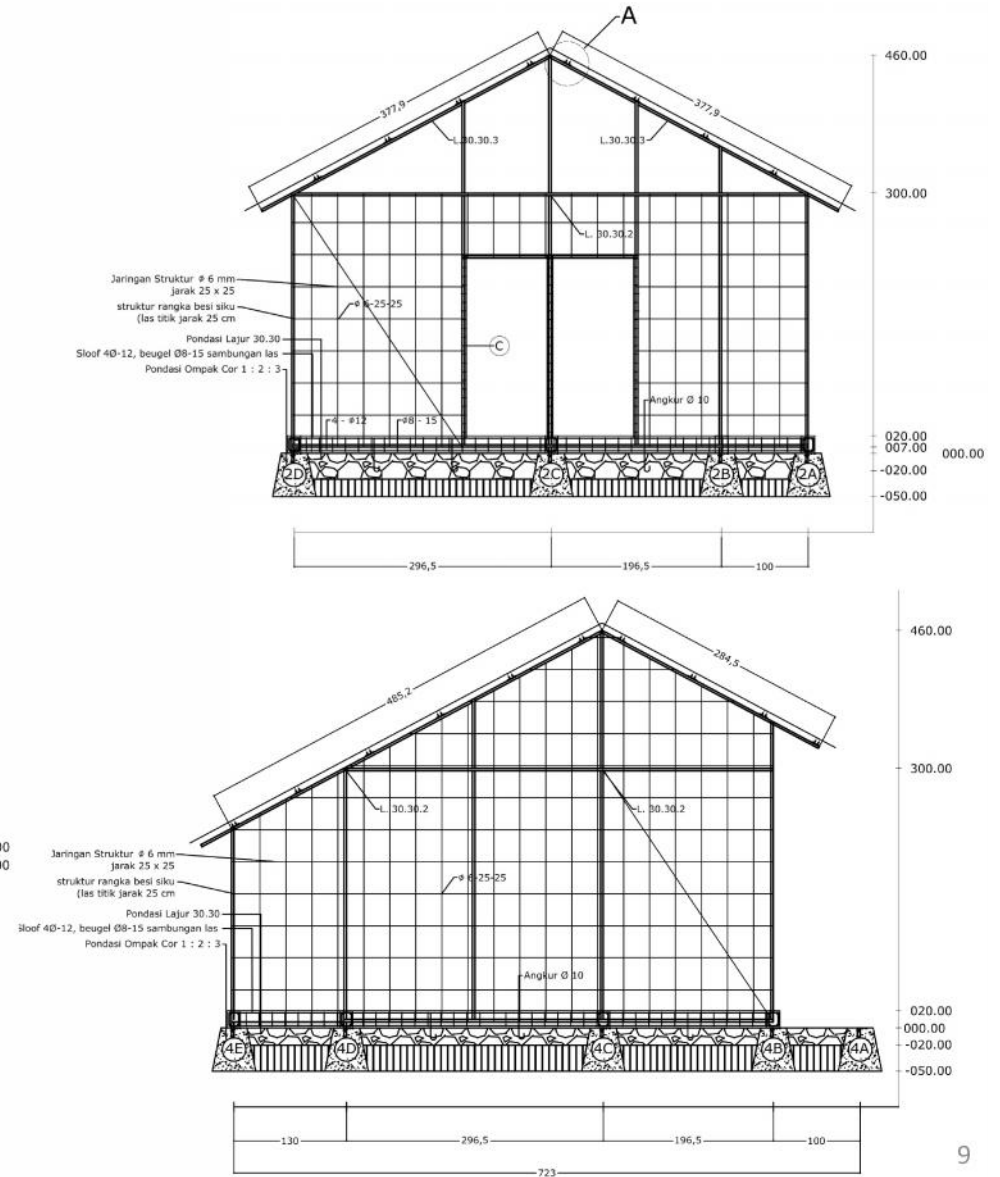 A
460.00
377,9
377,9
L.30.30.3
L.30.30.3
300.00
L. 30.30.2
Jaringan Struktur ø 6 mm
jarak 25 x 25
struktur rangka besi siku
(las titik jarak 25 cm
ø 6-25-25
Pondasi Lajur 30.30
Sloof 4Ø-12, beugel Ø8-15 sambungan las
Pondasi Ompak Cor 1 : 2 : 3
C
Angkur Ø 10
4 - ø12
ø8 - 15
020.00
007.00
000.00
-020.00
-050.00
2D
2C
2B
2A
296,5
196,5
100
460.00
485,2
284,5
300.00
L. 30.30.2
L. 30.30.2
Jaringan Struktur ø 6 mm
jarak 25 x 25
struktur rangka besi siku
(las titik jarak 25 cm
ø 6-25-25
Pondasi Lajur 30.30
Sloof 4Ø-12, beugel Ø8-15 sambungan las
Pondasi Ompak Cor 1 : 2 : 3
Angkur Ø 10
020.00
000.00
-020.00
-050.00
4E
4D
4C
4B
4A
130
296,5
196,5
100
723
9